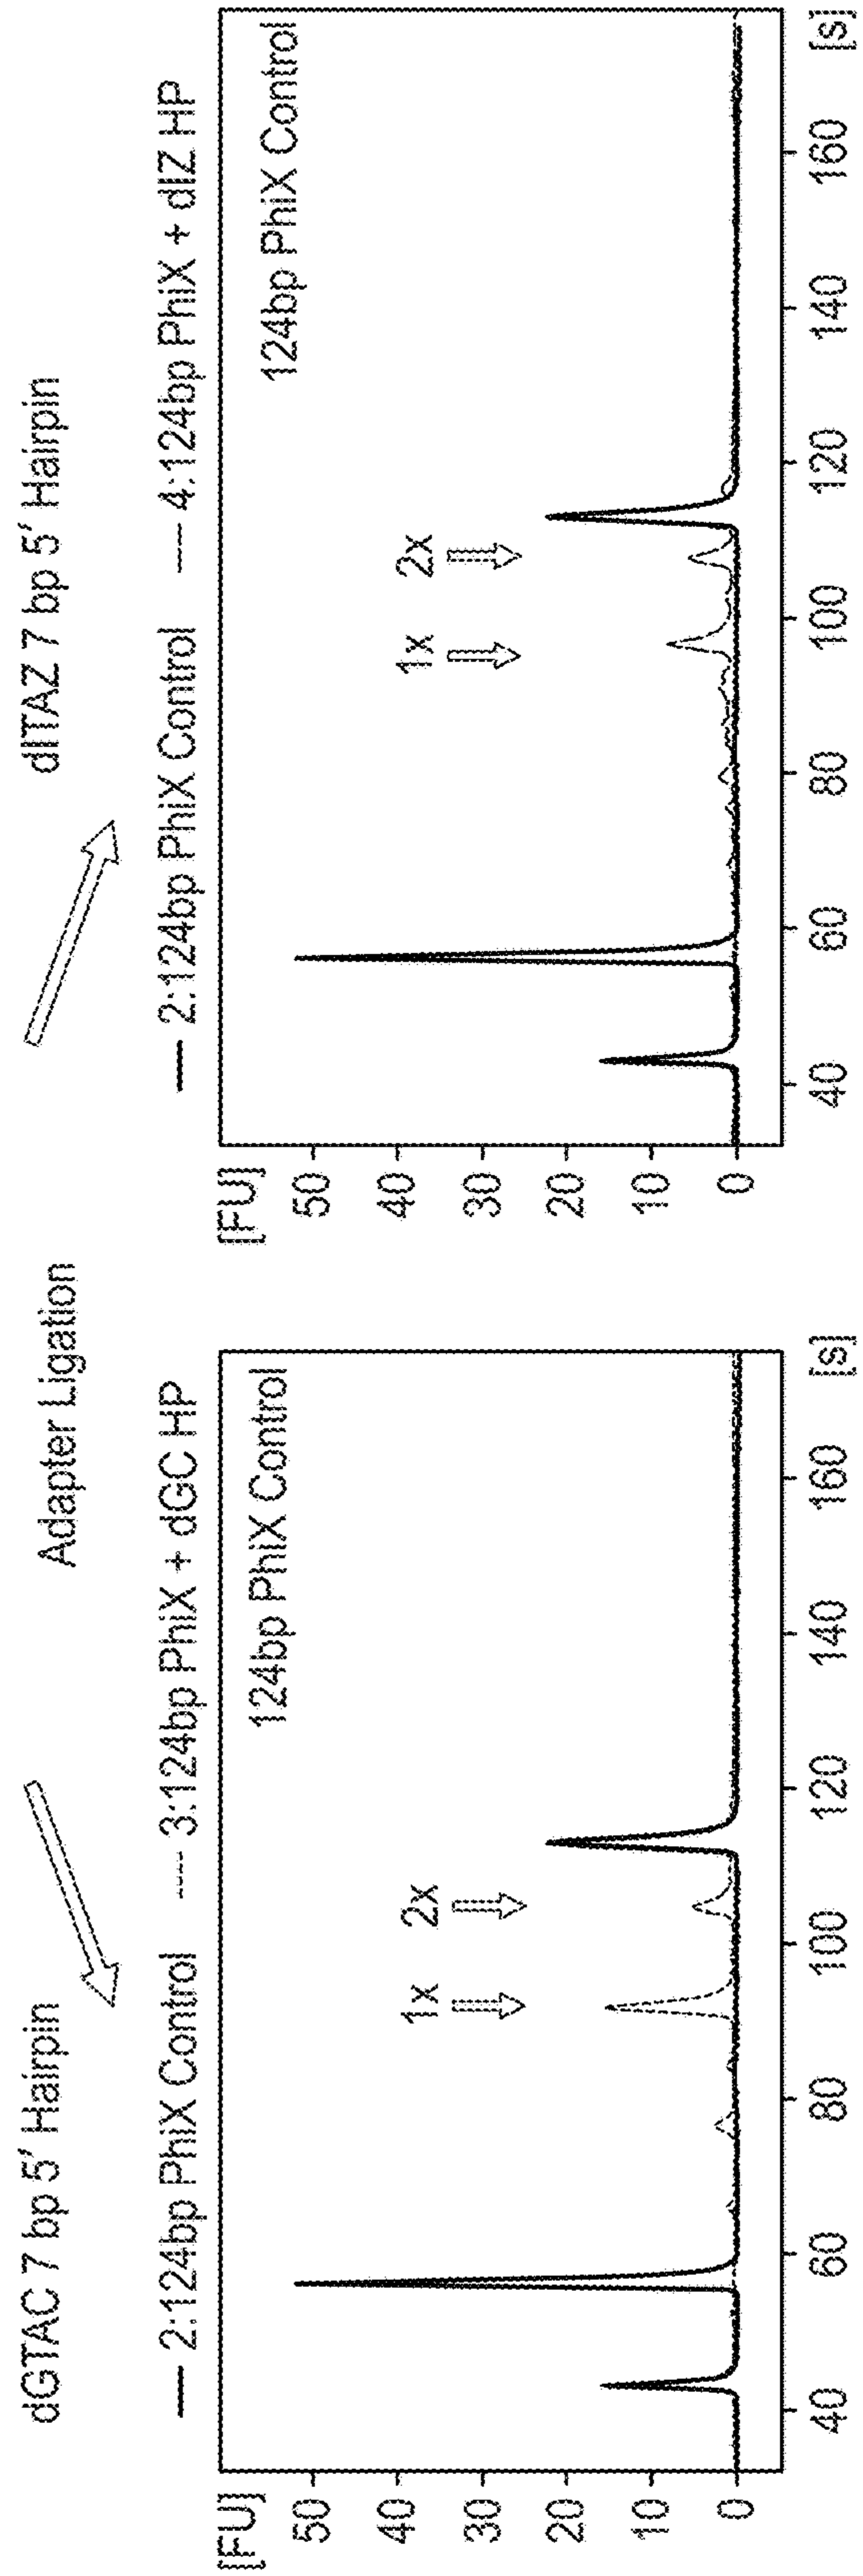 Adapter Ligation
dGTAC 7 bp 5′ Hairpin
2:124bp PhiX Control
3:124bp PhiX + dGC HP
[FU]
124bp PhiX Control
50
40
30
20
10
0
1x
2x
40
60
80
100
120
140
160
[s]
dITAZ 7 bp 5′ Hairpin
2:124bp PhiX Control
4:124bp PhiX + dIZ HP
[FU]
124bp PhiX Control
50
40
30
20
10
0
1x
2x
40
60
80
100
120
140
160
[s]